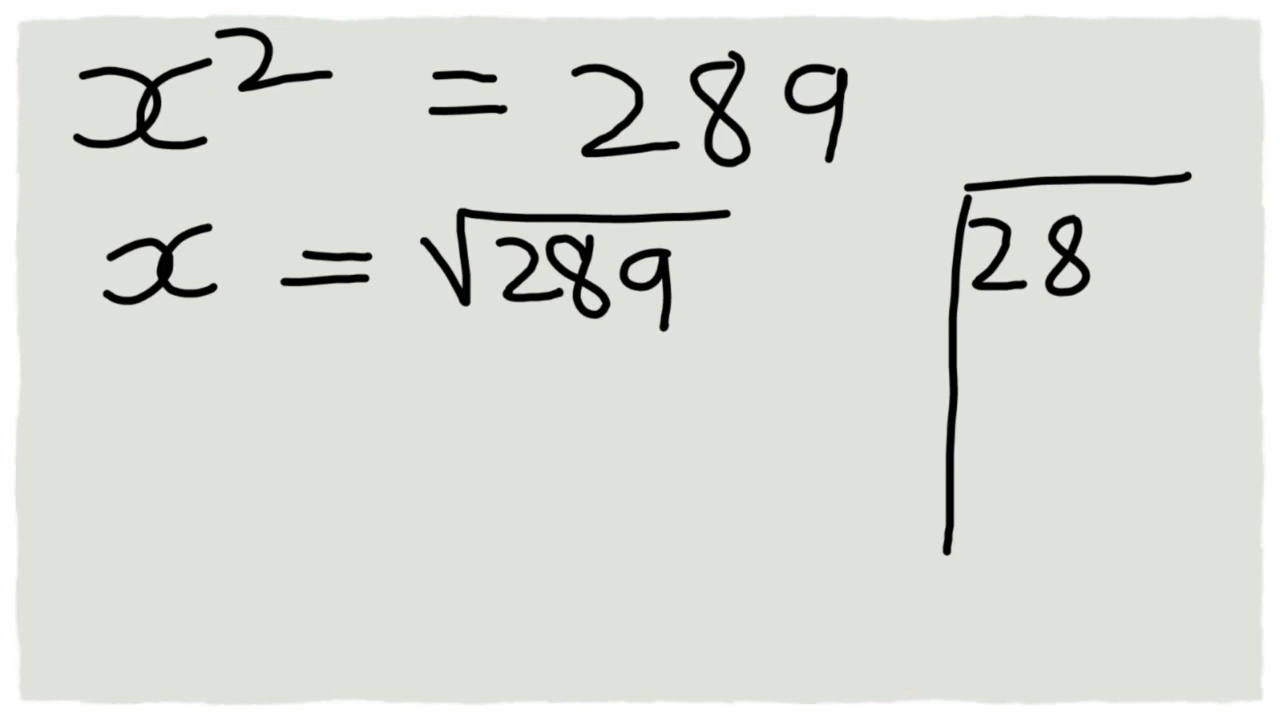 x² = 289
x = √289
28